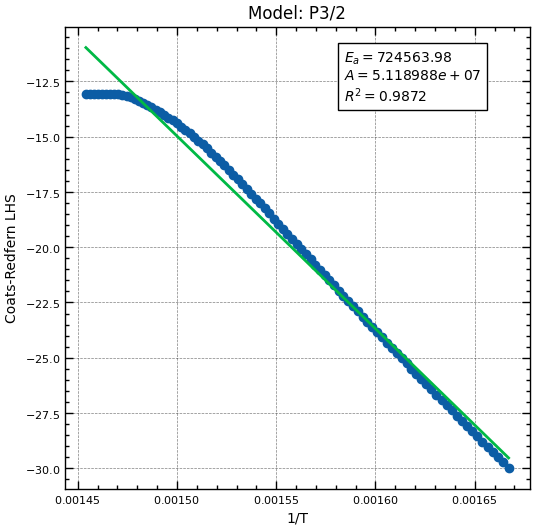 Model: P3/2
E_a = 724563.98
A = 5.118988e + 07
R² = 0.9872
Coats-Redfern LHS
−12.5
−15.0
−17.5
−20.0
−22.5
−25.0
−27.5
−30.0
0.00145 0.00150 0.00155 0.00160 0.00165
1/T